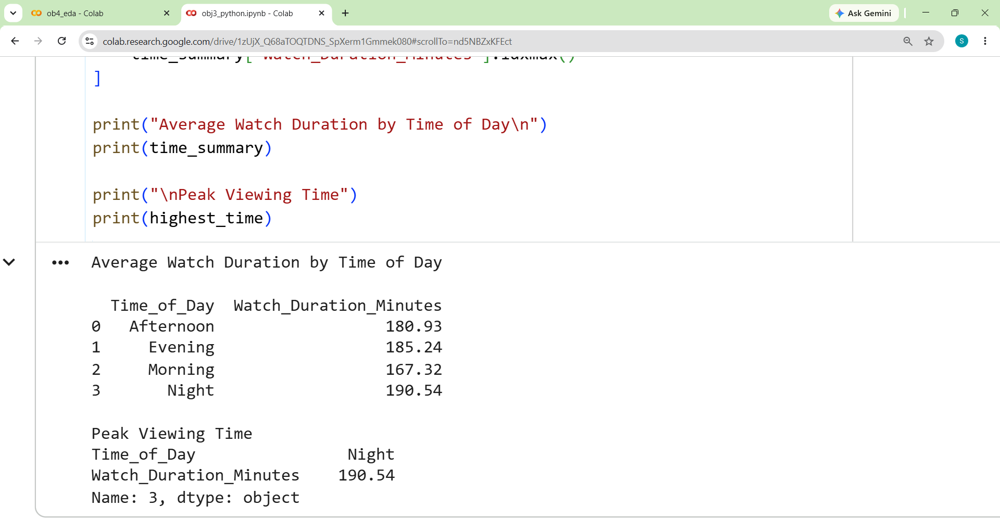 ob4_eda - Colab
obj3_python.ipynb - Colab
Ask Gemini
colab.research.google.com/drive/1zUjX_Q68aTOQTDNS_SpXerm1Gmmek080#scrollTo=nd5NBZxKFEct
S
time_summary["Watch_Duration_Minutes"].idxmax()
]
print("Average Watch Duration by Time of Day\n")
print(time_summary)
print("\nPeak Viewing Time")
print(highest_time)
Average Watch Duration by Time of Day
Time_of_Day Watch_Duration_Minutes
0 Afternoon 180.93
1 Evening 185.24
2 Morning 167.32
3 Night 190.54
Peak Viewing Time
Time_of_Day Night
Watch_Duration_Minutes 190.54
Name: 3, dtype: object